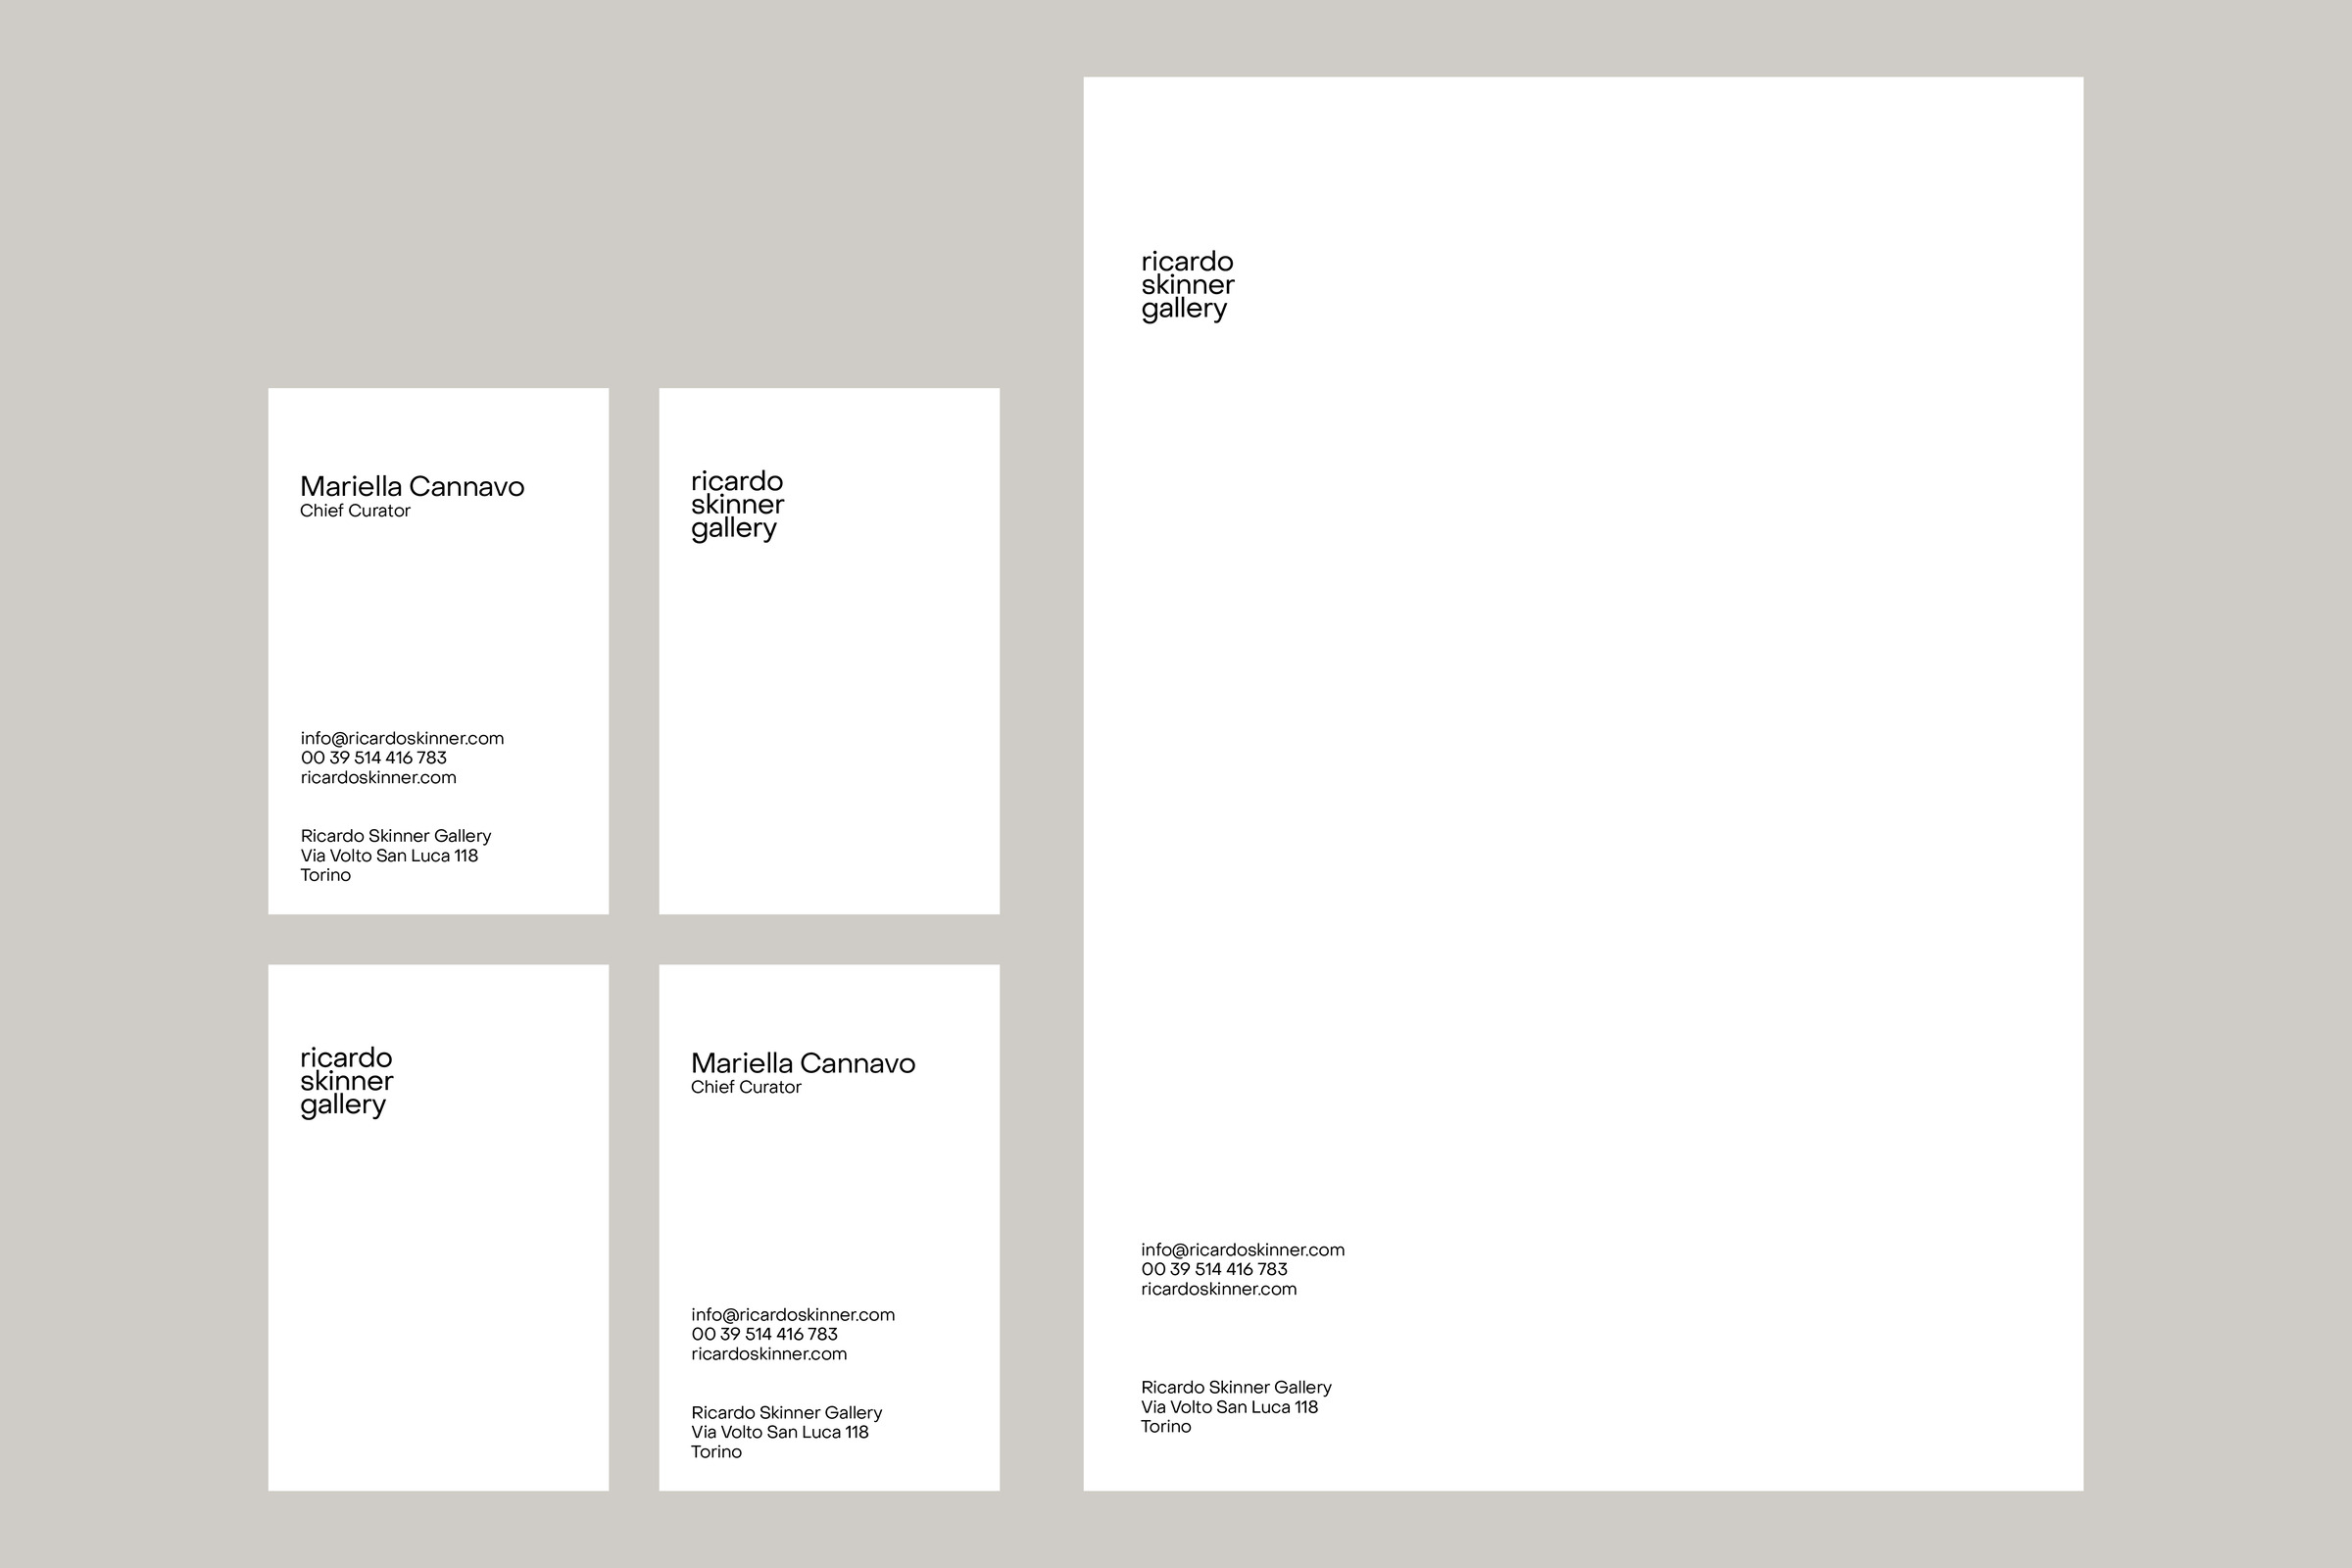 Mariella Cannavo
Chief Curator
info@ricardoskinner.com
00 39 514 416 783
ricardoskinner.com
Ricardo Skinner Gallery
Via Volto San Luca 118
Torino
ricardo
skinner
gallery
ricardo
skinner
gallery
Mariella Cannavo
Chief Curator
info@ricardoskinner.com
00 39 514 416 783
ricardoskinner.com
Ricardo Skinner Gallery
Via Volto San Luca 118
Torino
ricardo
skinner
gallery
info@ricardoskinner.com
00 39 514 416 783
ricardoskinner.com
Ricardo Skinner Gallery
Via Volto San Luca 118
Torino